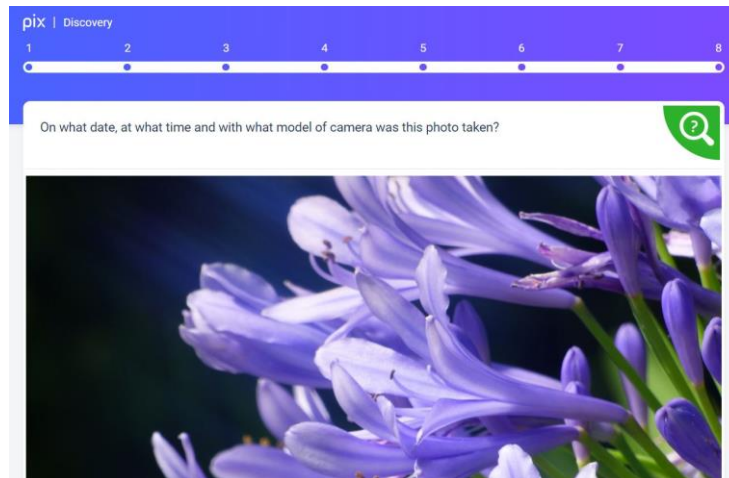 pix | Discovery
1 2 3 4 5 6 7 8
On what date, at what time and with what model of camera was this photo taken?
?